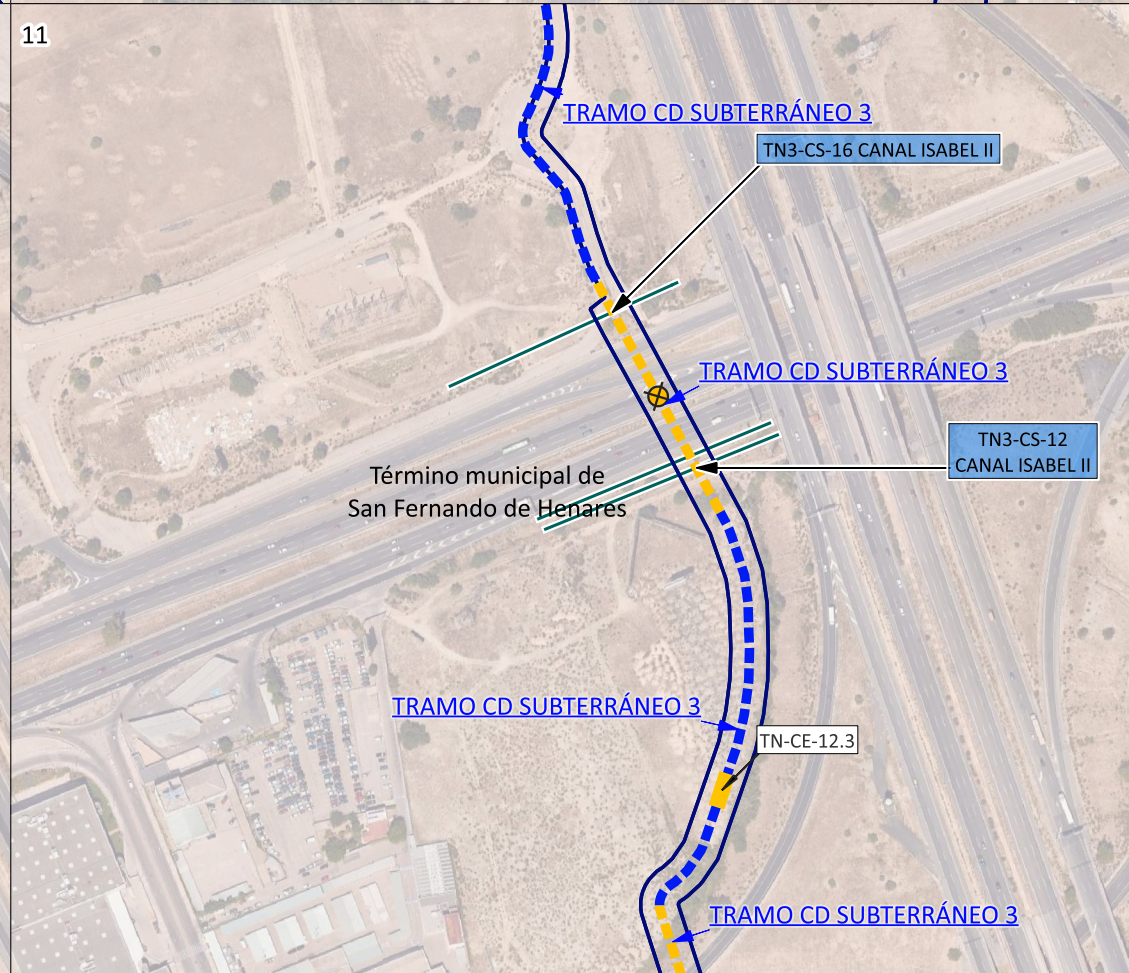 11
TRAMO CD SUBTERRÁNEO 3
TN3-CS-16 CANAL ISABEL II
TRAMO CD SUBTERRÁNEO 3
TN3-CS-12
CANAL ISABEL II
Término municipal de
San Fernando de Henares
TRAMO CD SUBTERRÁNEO 3
TN-CE-12.3
TRAMO CD SUBTERRÁNEO 3